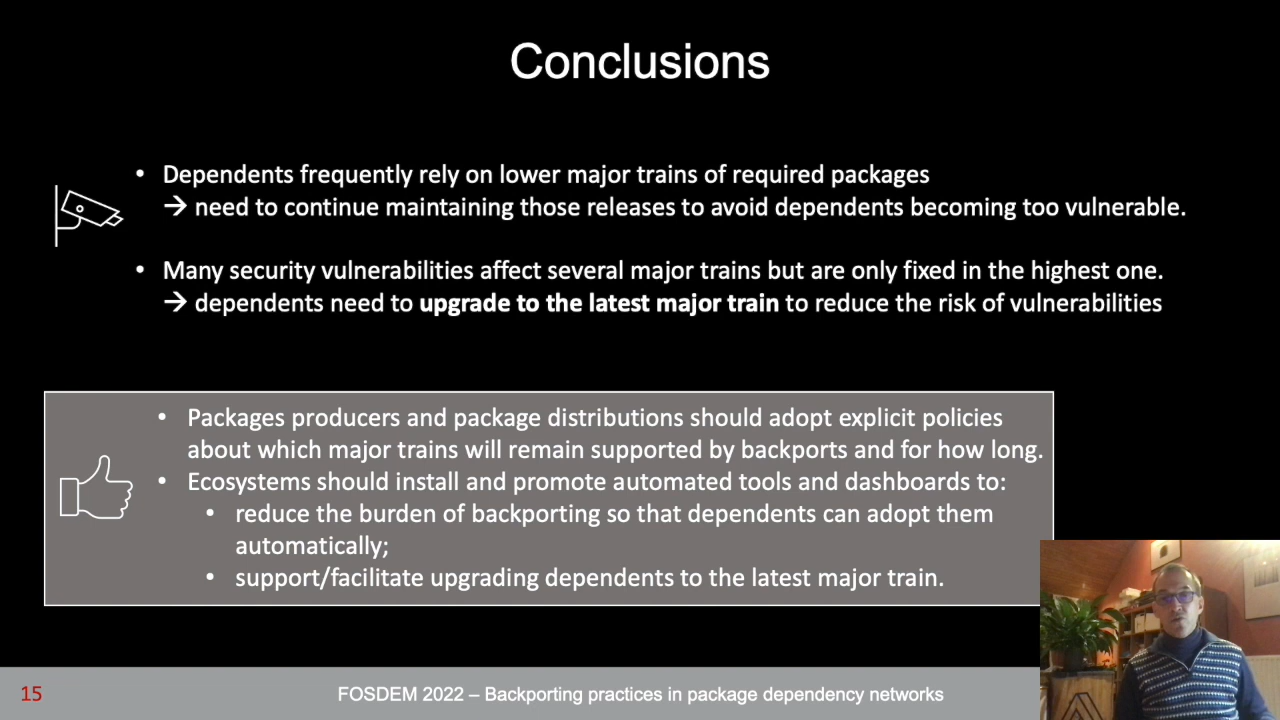 Conclusions
• Dependents frequently rely on lower major trains of required packages
→ need to continue maintaining those releases to avoid dependents becoming too vulnerable.
• Many security vulnerabilities affect several major trains but are only fixed in the highest one.
→ dependents need to upgrade to the latest major train to reduce the risk of vulnerabilities
• Packages producers and package distributions should adopt explicit policies
about which major trains will remain supported by backports and for how long.
• Ecosystems should install and promote automated tools and dashboards to:
• reduce the burden of backporting so that dependents can adopt them
automatically;
• support/facilitate upgrading dependents to the latest major train.
15
FOSDEM 2022 – Backporting practices in package dependency networks